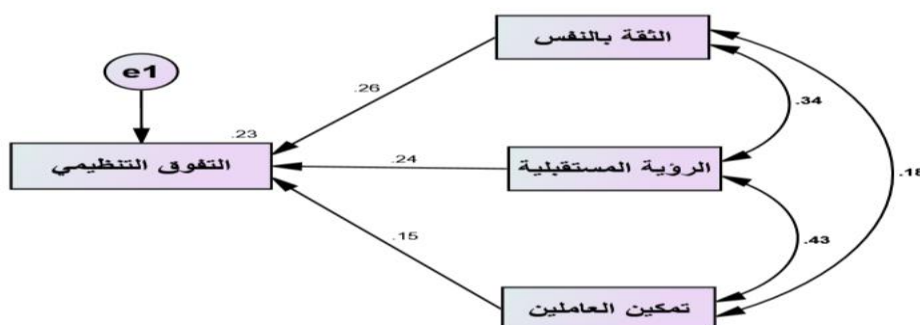 الثقة بالنفس
e1
.26
.34
.23
التفوق التنظيمي
.24
الرؤية المستقبلية
.18
.15
.43
تمكين العاملين